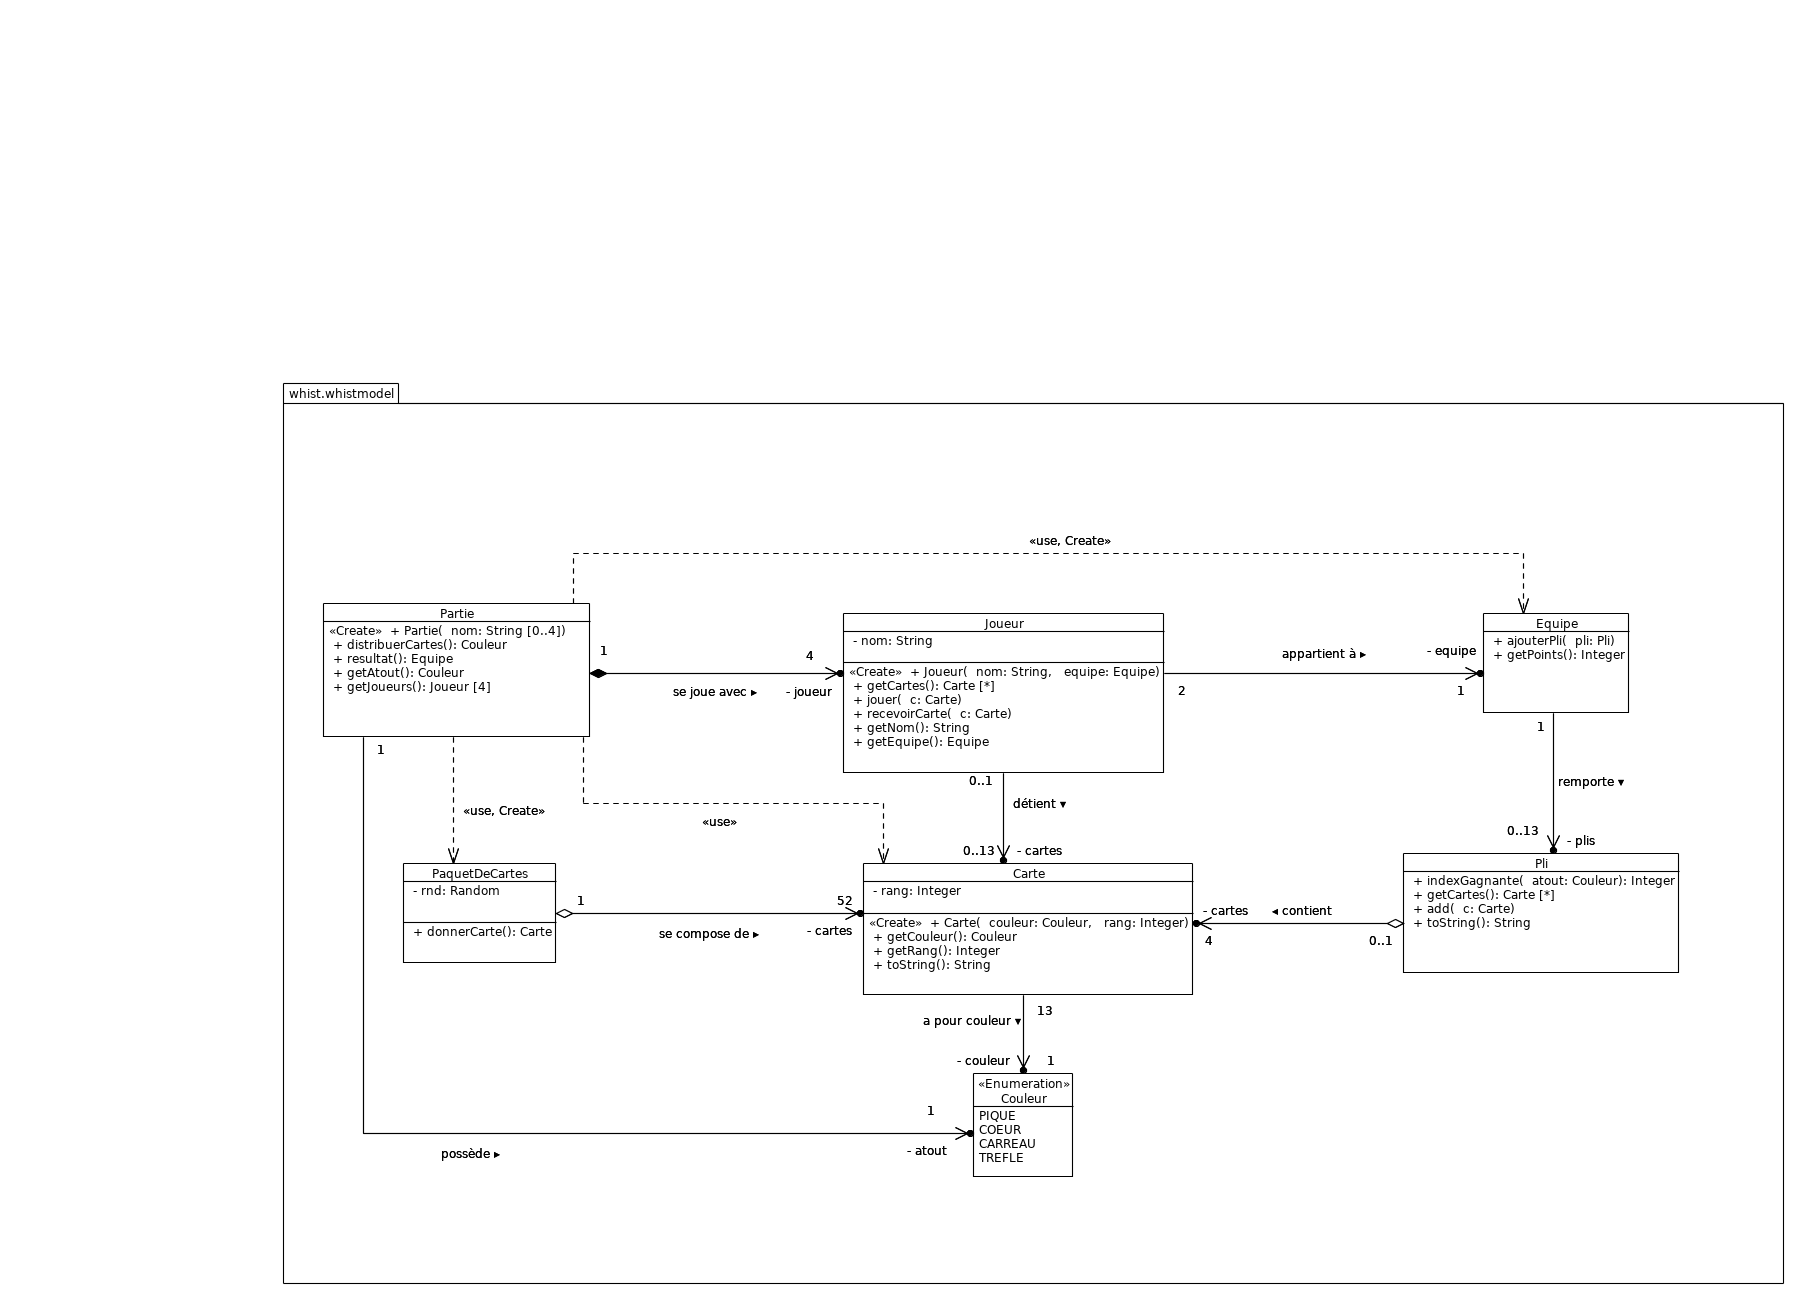 whist.whistmodel
«use, Create»
Partie
«Create»  + Partie(  nom: String [0..4])
+ distribuerCartes(): Couleur
+ resultat(): Equipe
+ getAtout(): Couleur
+ getJoueurs(): Joueur [4]
1
4
se joue avec ▸
- joueur
Joueur
- nom: String
«Create»  + Joueur(  nom: String,   equipe: Equipe)
+ getCartes(): Carte [*]
+ jouer(  c: Carte)
+ recevoirCarte(  c: Carte)
+ getNom(): String
+ getEquipe(): Equipe
appartient à ▸
- equipe
2
1
Equipe
+ ajouterPli(  pli: Pli)
+ getPoints(): Integer
1
«use, Create»
«use»
0..1
détient ▾
0..13
- cartes
1
remporte ▾
0..13
- plis
PaquetDeCartes
- rnd: Random
+ donnerCarte(): Carte
1
52
se compose de ▸
- cartes
Carte
- rang: Integer
«Create»  + Carte(  couleur: Couleur,   rang: Integer)
+ getCouleur(): Couleur
+ getRang(): Integer
+ toString(): String
- cartes
◂ contient
4
0..1
Pli
+ indexGagnante(  atout: Couleur): Integer
+ getCartes(): Carte [*]
+ add(  c: Carte)
+ toString(): String
13
a pour couleur ▾
- couleur
1
«Enumeration»
Couleur
PIQUE
COEUR
CARREAU
TREFLE
1
- atout
possède ▸